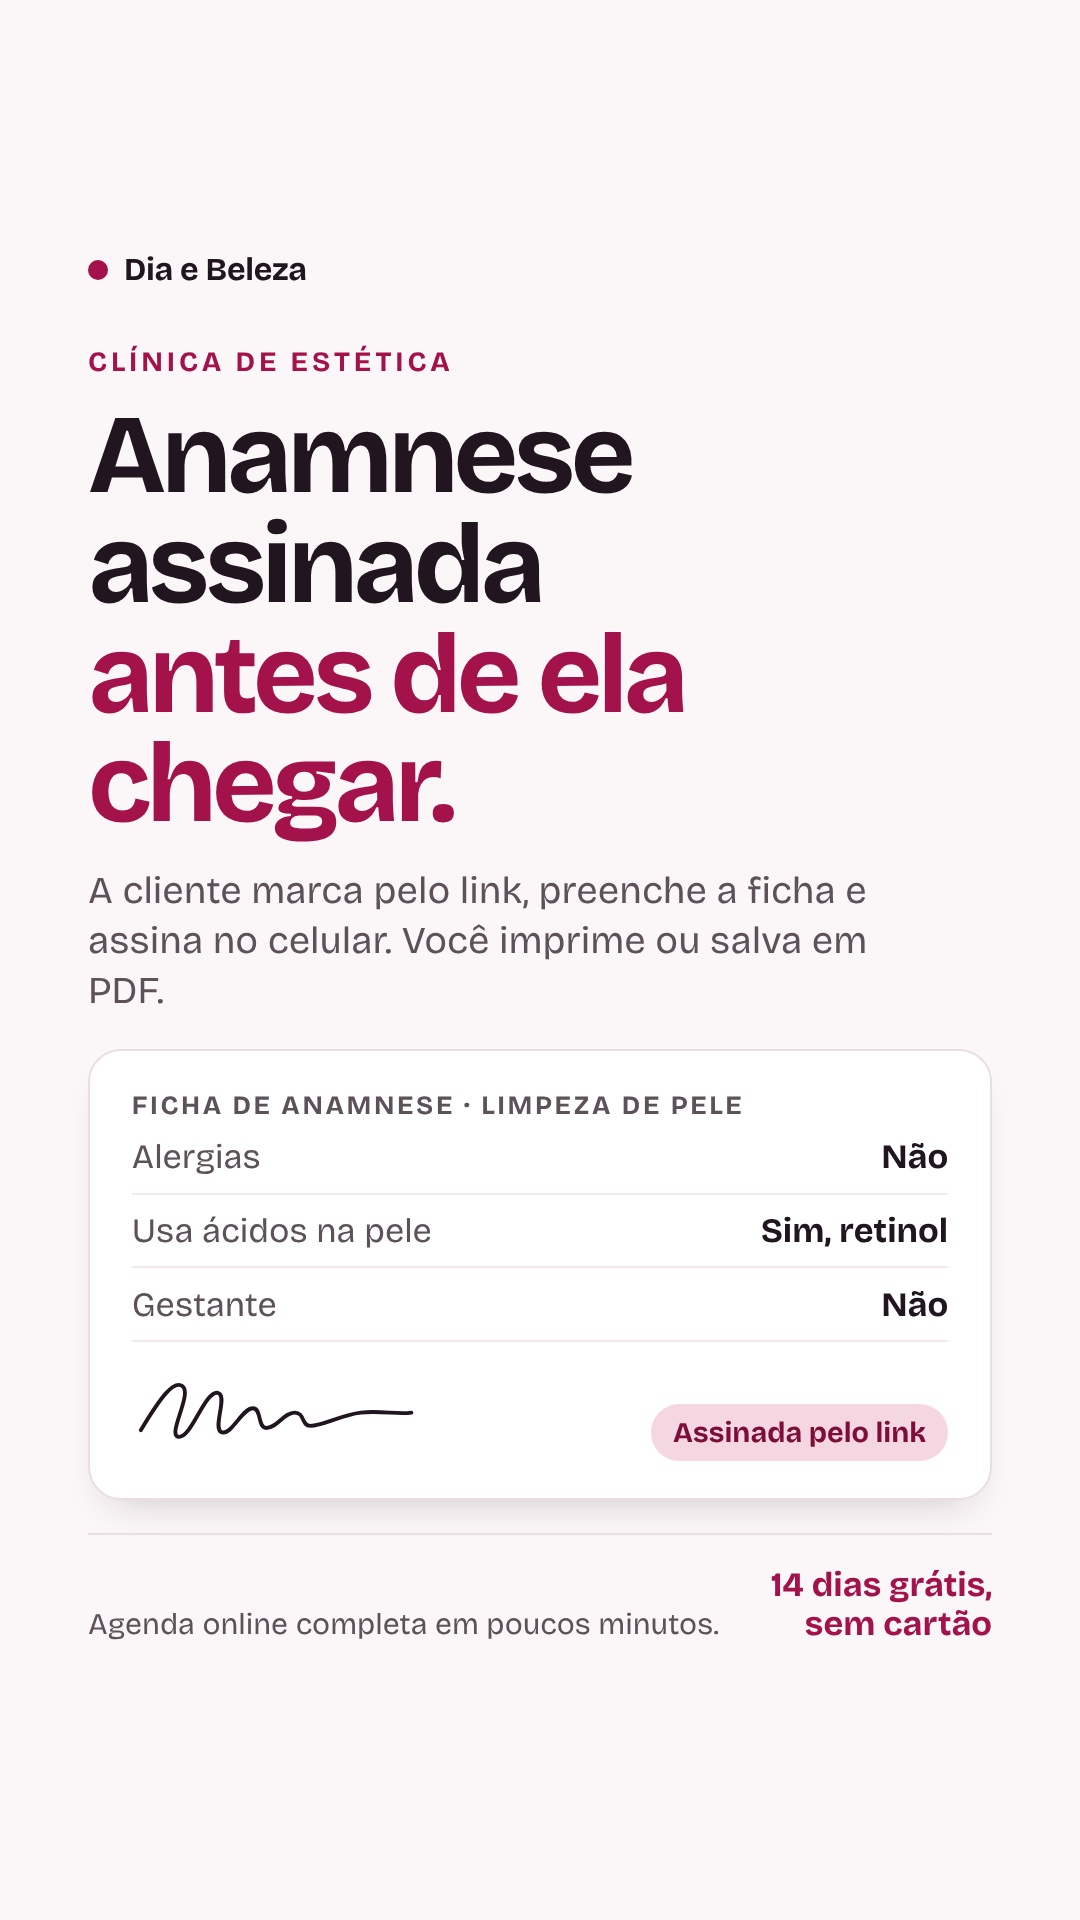 Dia e Beleza
CLÍNICA DE ESTÉTICA
Anamnese
assinada
antes de ela
chegar.
A cliente marca pelo link, preenche a ficha e
assina no celular. Você imprime ou salva em
PDF.
FICHA DE ANAMNESE · LIMPEZA DE PELE
Alergias Não
Usa ácidos na pele Sim, retinol
Gestante Não
Assinada pelo link
Agenda online completa em poucos minutos.
14 dias grátis,
sem cartão